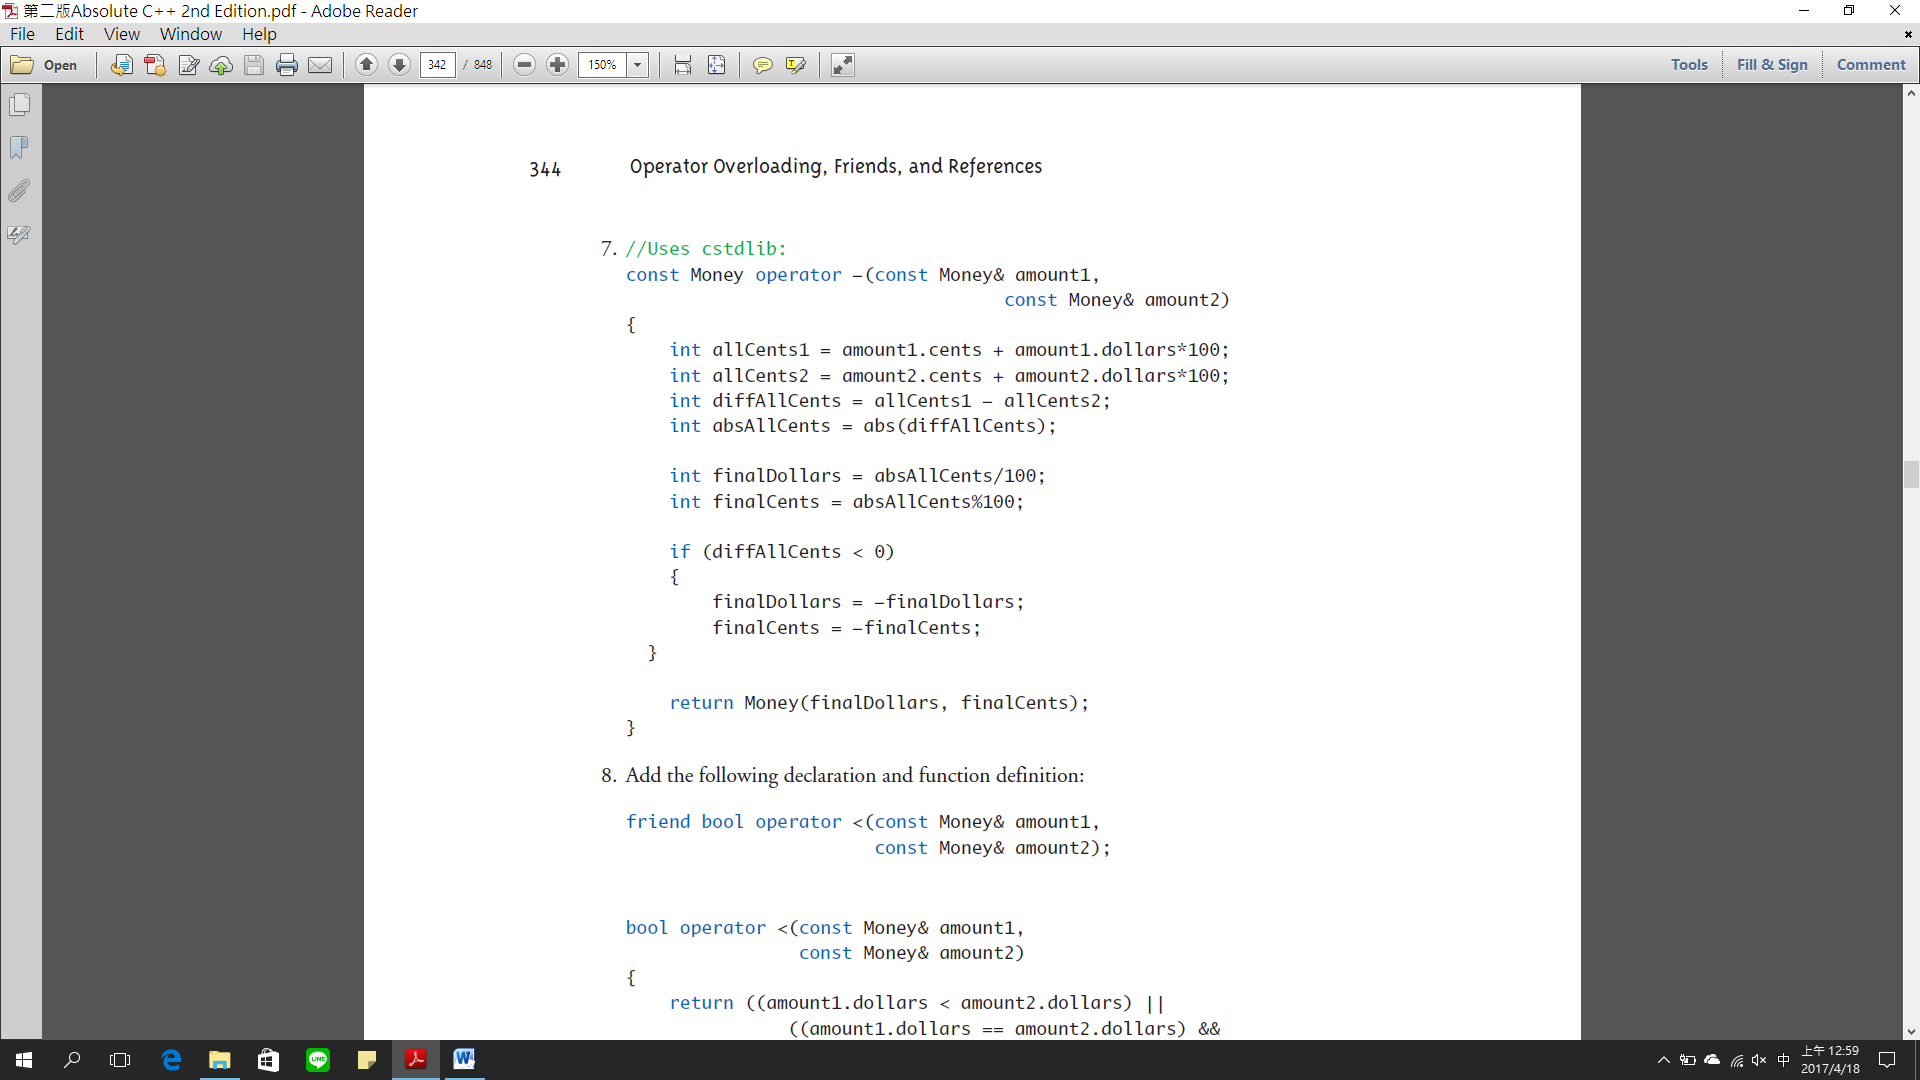 第二版Absolute C++ 2nd Edition.pdf - Adobe Reader
File Edit View Window Help
Open 342 / 848 150% Tools Fill & Sign Comment
344 Operator Overloading, Friends, and References
7. //Uses cstdlib:
const Money operator –(const Money& amount1,
const Money& amount2)
{
int allCents1 = amount1.cents + amount1.dollars*100;
int allCents2 = amount2.cents + amount2.dollars*100;
int diffAllCents = allCents1 – allCents2;
int absAllCents = abs(diffAllCents);
int finalDollars = absAllCents/100;
int finalCents = absAllCents%100;
if (diffAllCents < 0)
{
finalDollars = –finalDollars;
finalCents = –finalCents;
}
return Money(finalDollars, finalCents);
}
8. Add the following declaration and function definition:
friend bool operator <(const Money& amount1,
const Money& amount2);
bool operator <(const Money& amount1,
const Money& amount2)
{
return ((amount1.dollars < amount2.dollars) ||
((amount1.dollars == amount2.dollars) &&
LINE
中
上午 12:59
2017/4/18